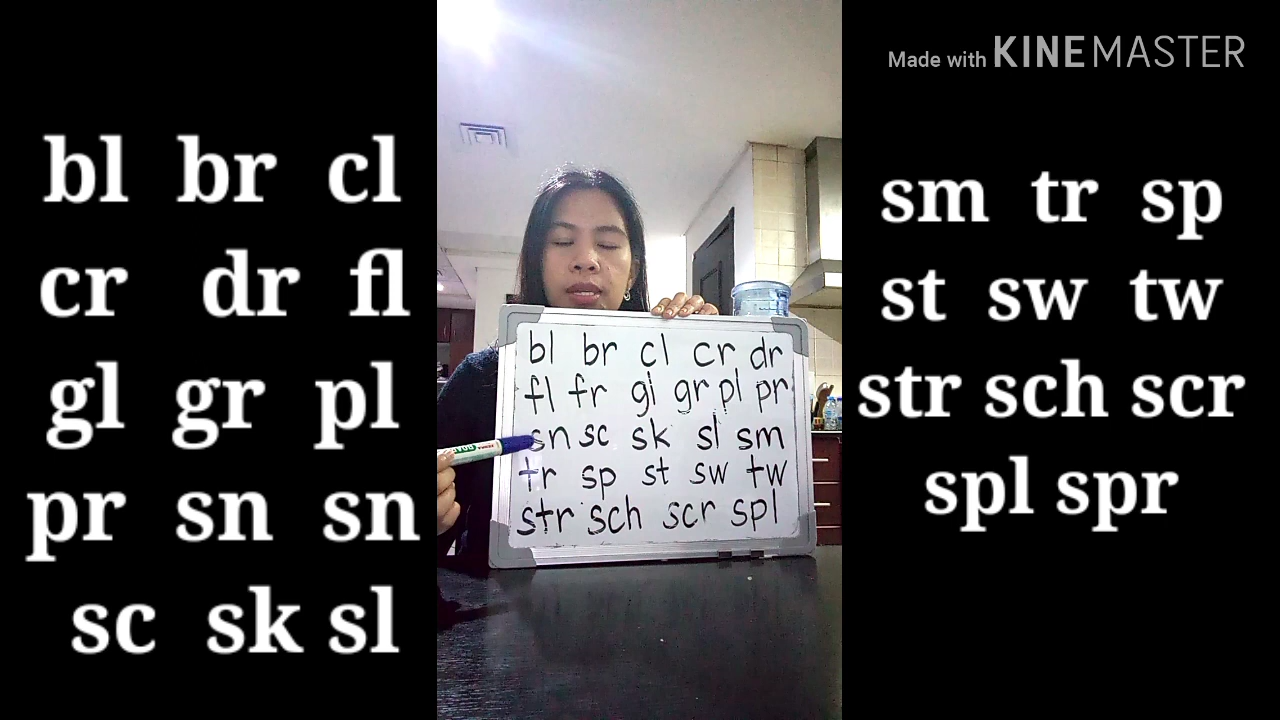 bl br cl
cr dr fl
gl gr pl
pr sn sn
sc sk sl
bl br cl cr dr
fl fr gl gr pl pr
sn sc sk sl sm
tr sp st sw tw
str sch scr spl
Made with KINEMASTER
sm tr sp
st sw tw
str sch scr
spl spr